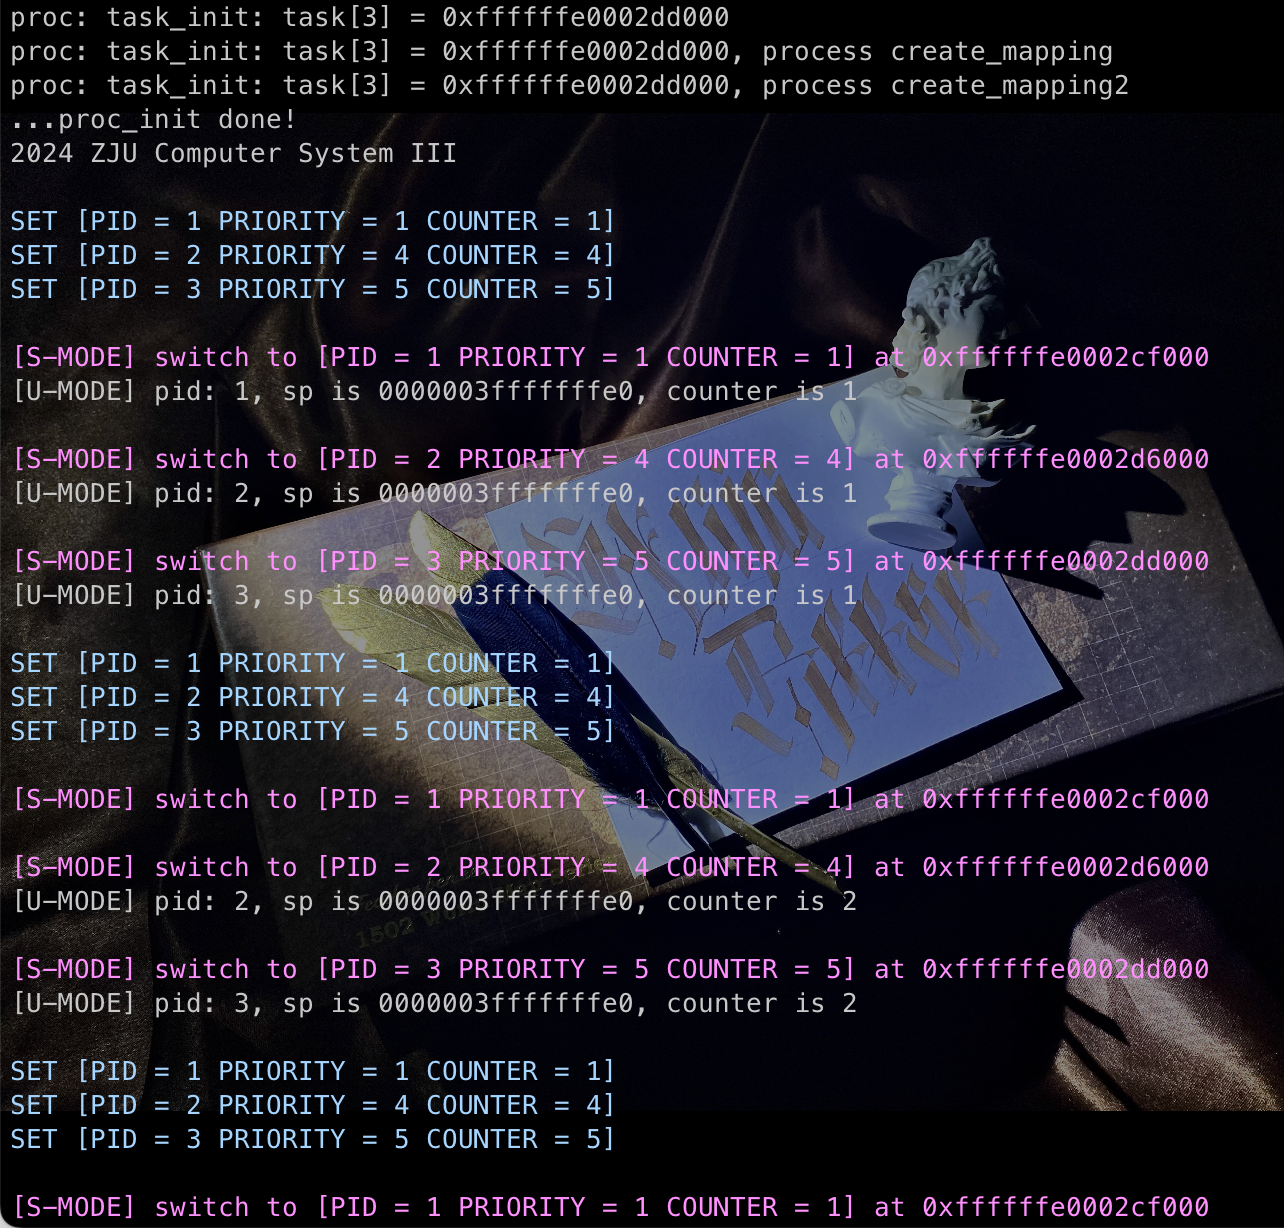 proc: task_init: task[3] = 0xffffffe0002dd000
proc: task_init: task[3] = 0xffffffe0002dd000, process create_mapping
proc: task_init: task[3] = 0xffffffe0002dd000, process create_mapping2
...proc_init done!
2024 ZJU Computer System III
SET [PID = 1 PRIORITY = 1 COUNTER = 1]
SET [PID = 2 PRIORITY = 4 COUNTER = 4]
SET [PID = 3 PRIORITY = 5 COUNTER = 5]
[S-MODE] switch to [PID = 1 PRIORITY = 1 COUNTER = 1] at 0xffffffe0002cf000
[U-MODE] pid: 1, sp is 0000003fffffffe0, counter is 1
[S-MODE] switch to [PID = 2 PRIORITY = 4 COUNTER = 4] at 0xffffffe0002d6000
[U-MODE] pid: 2, sp is 0000003fffffffe0, counter is 1
[S-MODE] switch to [PID = 3 PRIORITY = 5 COUNTER = 5] at 0xffffffe0002dd000
[U-MODE] pid: 3, sp is 0000003fffffffe0, counter is 1
SET [PID = 1 PRIORITY = 1 COUNTER = 1]
SET [PID = 2 PRIORITY = 4 COUNTER = 4]
SET [PID = 3 PRIORITY = 5 COUNTER = 5]
[S-MODE] switch to [PID = 1 PRIORITY = 1 COUNTER = 1] at 0xffffffe0002cf000
[S-MODE] switch to [PID = 2 PRIORITY = 4 COUNTER = 4] at 0xffffffe0002d6000
[U-MODE] pid: 2, sp is 0000003fffffffe0, counter is 2
[S-MODE] switch to [PID = 3 PRIORITY = 5 COUNTER = 5] at 0xffffffe0002dd000
[U-MODE] pid: 3, sp is 0000003fffffffe0, counter is 2
SET [PID = 1 PRIORITY = 1 COUNTER = 1]
SET [PID = 2 PRIORITY = 4 COUNTER = 4]
SET [PID = 3 PRIORITY = 5 COUNTER = 5]
[S-MODE] switch to [PID = 1 PRIORITY = 1 COUNTER = 1] at 0xffffffe0002cf000